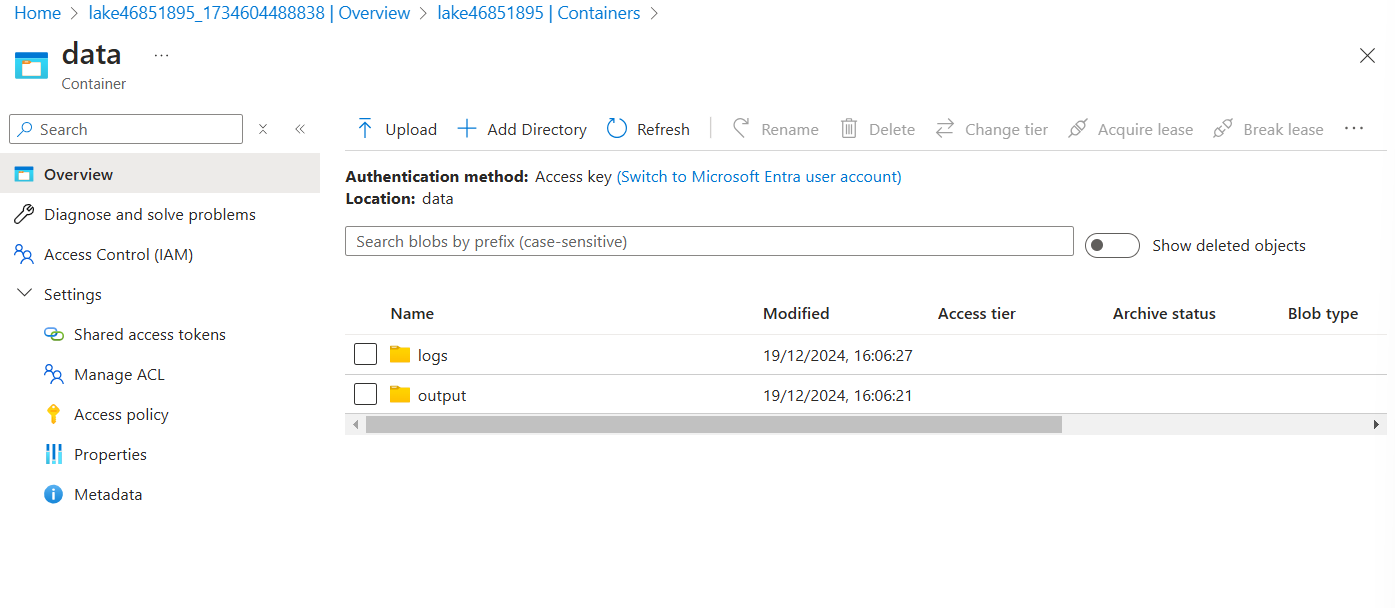 Home > lake46851895_1734604488838 | Overview > lake46851895 | Containers >
data ...
Container
Search
Overview
Diagnose and solve problems
Access Control (IAM)
Settings
Shared access tokens
Manage ACL
Access policy
Properties
Metadata
Upload Add Directory Refresh Rename Delete Change tier Acquire lease Break lease ...
Authentication method: Access key (Switch to Microsoft Entra user account)
Location: data
Search blobs by prefix (case-sensitive) Show deleted objects
Name Modified Access tier Archive status Blob type
logs 19/12/2024, 16:06:27
output 19/12/2024, 16:06:21